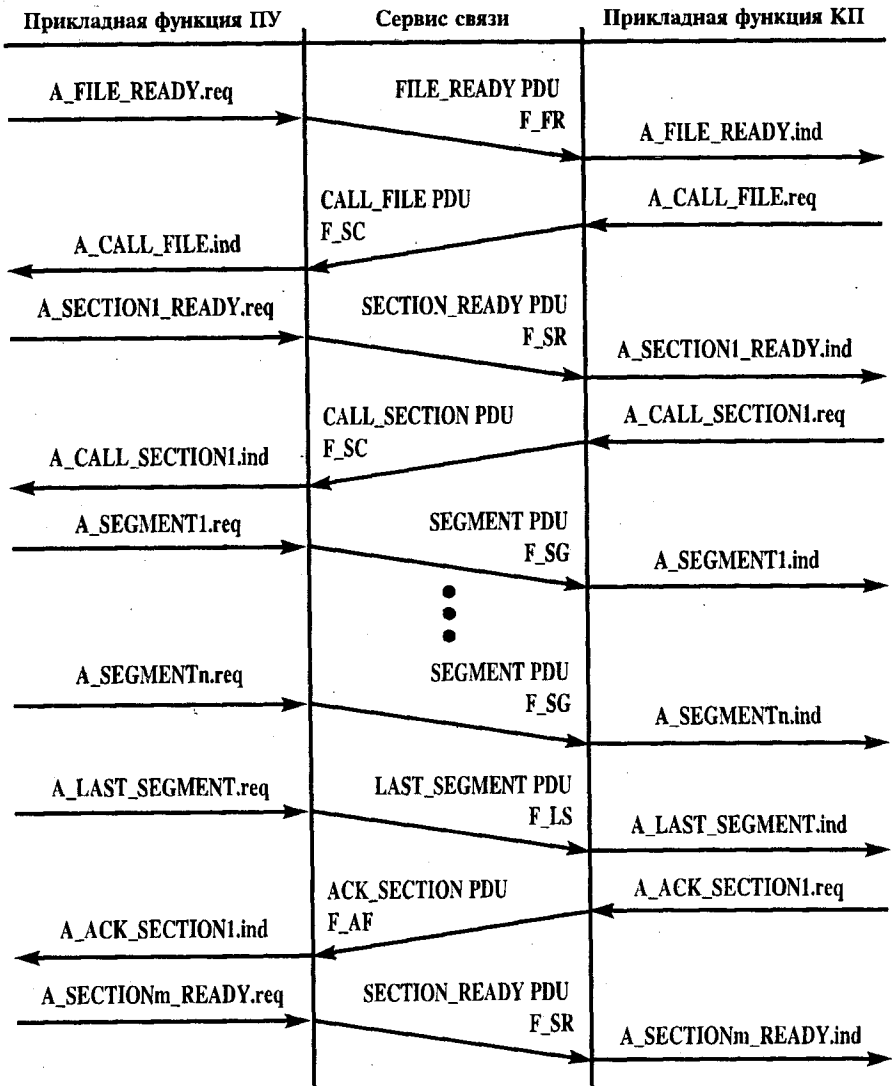 Прикладная функция ПУ
Сервис связи
Прикладная функция КП
A_FILE_READY.req
FILE_READY PDU
F_FR
A_FILE_READY.ind
CALL_FILE PDU
F_SC
A_CALL_FILE.req
A_CALL_FILE.ind
A_SECTION1_READY.req
SECTION_READY PDU
F_SR
A_SECTION1_READY.ind
CALL_SECTION PDU
F_SC
A_CALL_SECTION1.req
A_CALL_SECTION1.ind
A_SEGMENT1.req
SEGMENT PDU
F_SG
A_SEGMENT1.ind
A_SEGMENTn.req
SEGMENT PDU
F_SG
A_SEGMENTn.ind
A_LAST_SEGMENT.req
LAST_SEGMENT PDU
F_LS
A_LAST_SEGMENT.ind
ACK_SECTION PDU
F_AF
A_ACK_SECTION1.req
A_ACK_SECTION1.ind
A_SECTIONm_READY.req
SECTION_READY PDU
F_SR
A_SECTIONm_READY.ind